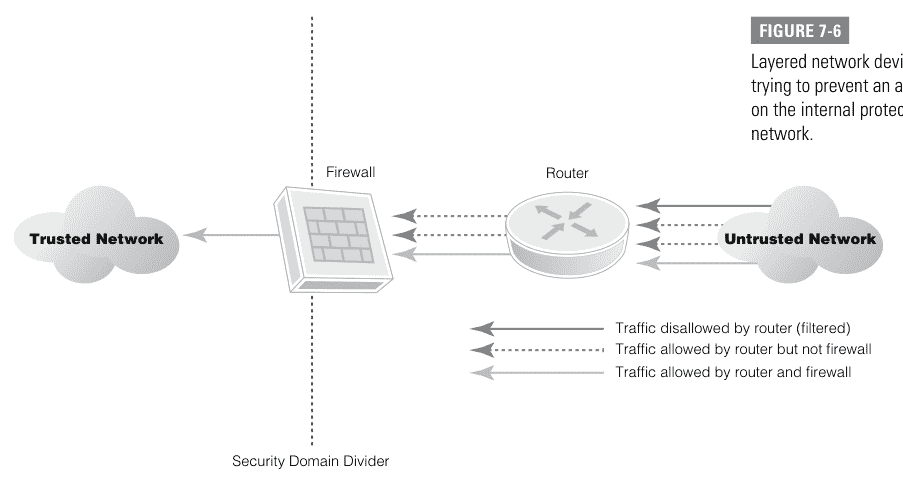 FIGURE 7-6
Layered network
trying to prevent an
on the internal
network.
Firewall
Router
Trusted Network
Untrusted Network
Traffic disallowed by router (filtered)
Traffic allowed by router but not firewall
Traffic allowed by router and firewall
Security Domain Divider